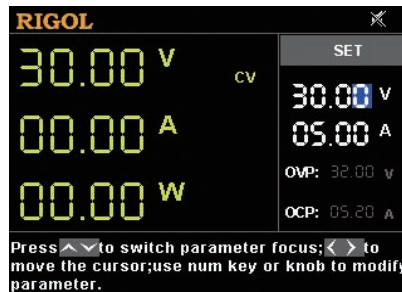 RIGOL
SET
30.00 V
CV
30.00 V
00.00 A
05.00 A
00.00 W
OVP: 32.00 V
OCP: 05.20 A
Press to switch parameter focus; to
move the cursor;use num key or knob to modify
parameter.